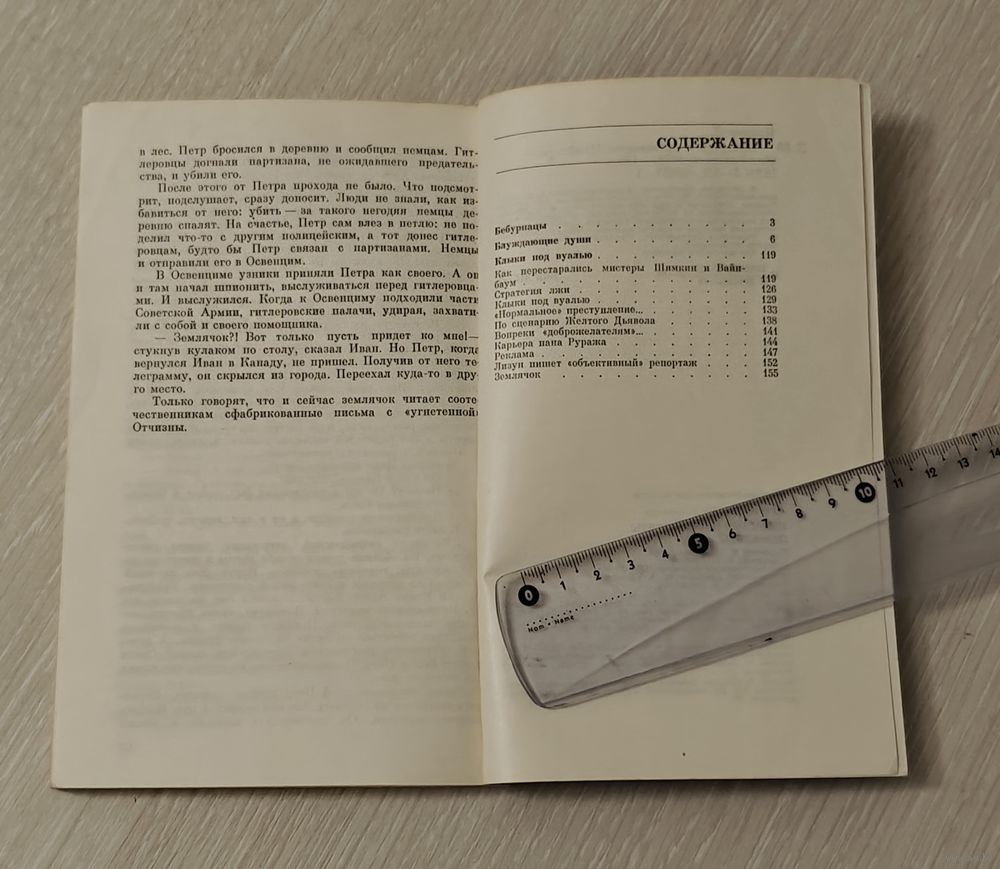 в лес. Петр бросился в деревню и сообщил немцам. Гит-
леровцы догнали партизана, не ожидавшего предатель-
ства, и убили его.
После этого от Петра прохода не было. Что подсмот-
рит, подслушает, сразу доносит. Люди не знали, как из-
бавиться от него: убить — за такого негодяя немцы де-
ревню спалят. На счастье, Петр сам влез в петлю: не по-
делил что-то с другим полицейским, а тот донес гитле-
ровцам, будто бы Петр связан с партизанами. Немцы
и отправили его в Освенцим.
В Освенциме узники приняли Петра как своего. А он
и там начал шпионить, выслуживаться перед гитлеровца-
ми. И выслужился. Когда к Освенциму подходили части
Советской Армии, гитлеровские палачи, удирая, захвати-
ли с собой и своего помощника.
— Землячок?! Вот только пусть придет ко мне!—
стукнув кулаком по столу, сказал Иван. Но Петр, когда
вернулся Иван в Канаду, не пришел. Получив от него те-
леграмму, он скрылся из города. Переехал куда-то в дру-
го место.
Только говорят, что и сейчас землячок читает сооте-
чественникам сфабрикованные письма с «угнетенной»
Отчизны.
СОДЕРЖАНИЕ
Бебурнацы . . . . . . . . . . 3
Блуждающие души . . . . . . . . 6
Клыки под вуалью . . . . . . . . 119
Как перестарались мистеры Шимкин и Вайн-
баум . . . . . . . . . . . 119
Стратегия лжи . . . . . . . . . 126
Клыки под вуалью . . . . . . . . 129
«Нормальное» преступление... . . . . . 133
По сценарию Желтого Дьявола . . . . . 138
Вопреки «доброжелателям»... . . . . . 141
Карьера пана Руража . . . . . . . 144
Реклама . . . . . . . . . . 147
Лизун пишет «объективный» репортаж . . . 152
Землячок . . . . . . . . . . 155
0 1 2 3 4 5 6 7 8 9 10 11 12 13 14
Nom • Name